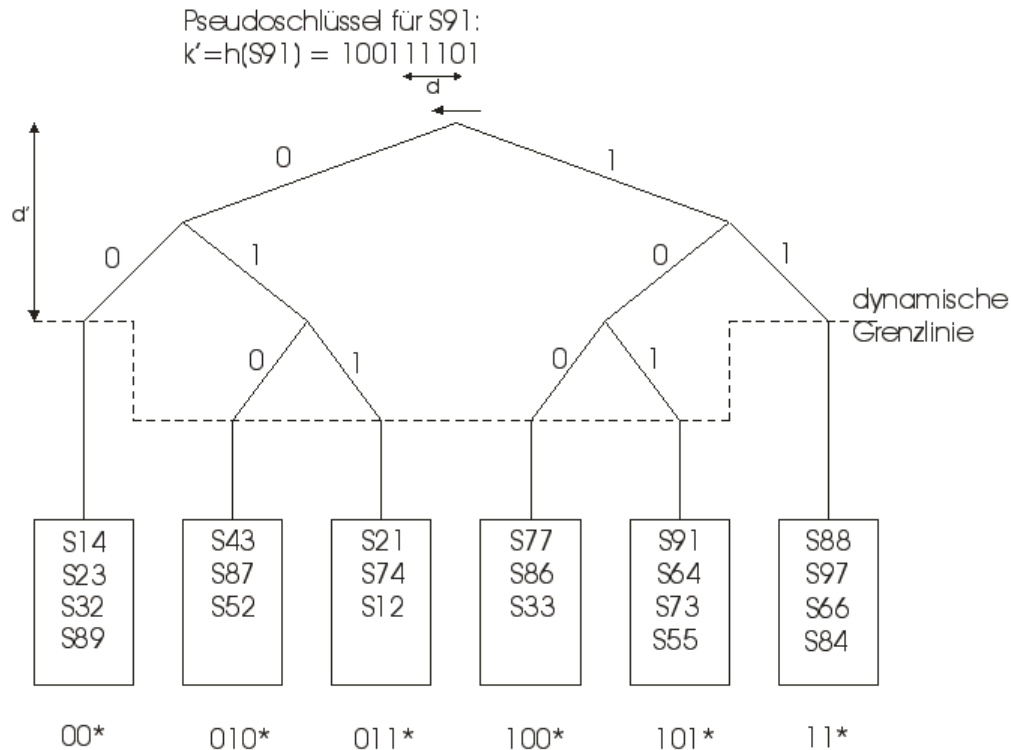 Pseudoschlüssel für S91:
k'=h(S91) = 100111101
d
0
1
d'
0
1
0
1
dynamische
Grenzlinie
0
1
0
1
S14
S23
S32
S89
S43
S87
S52
S21
S74
S12
S77
S86
S33
S91
S64
S73
S55
S88
S97
S66
S84
00*
010*
011*
100*
101*
11*